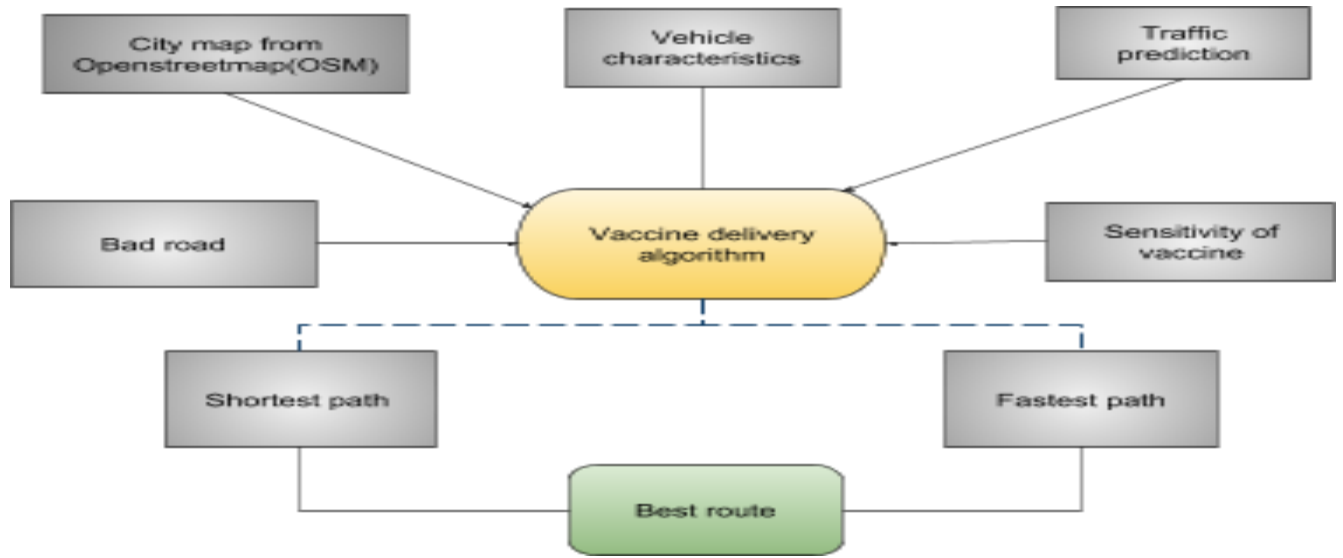 City map from
Openstreetmap(OSM)
Vehicle
characteristics
Traffic
prediction
Bad road
Vaccine delivery
algorithm
Sensitivity of
vaccine
Shortest path
Fastest path
Best route